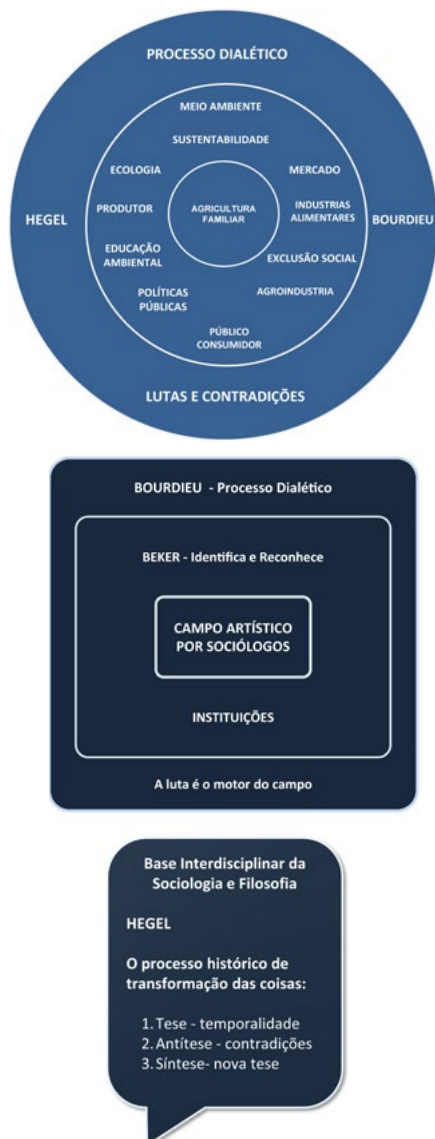 PROCESSO DIALÉTICO
MEIO AMBIENTE
SUSTENTABILIDADE
ECOLOGIA
MERCADO
HEGEL
PRODUTOR
AGRICULTURA
FAMILIAR
INDUSTRIAS
ALIMENTARES
BOURDIEU
EDUCAÇÃO
AMBIENTAL
EXCLUSÃO SOCIAL
POLÍTICAS
PÚBLICAS
AGROINDUSTRIA
PÚBLICO
CONSUMIDOR
LUTAS E CONTRADIÇÕES
BOURDIEU - Processo Dialético
BEKER - Identifica e Reconhece
CAMPO ARTÍSTICO
POR SOCIÓLOGOS
INSTITUIÇÕES
A luta é o motor do campo
Base Interdisciplinar da
Sociologia e Filosofia
HEGEL
O processo histórico de
transformação das coisas:
1. Tese - temporalidade
2. Antítese - contradições
3. Síntese- nova tese